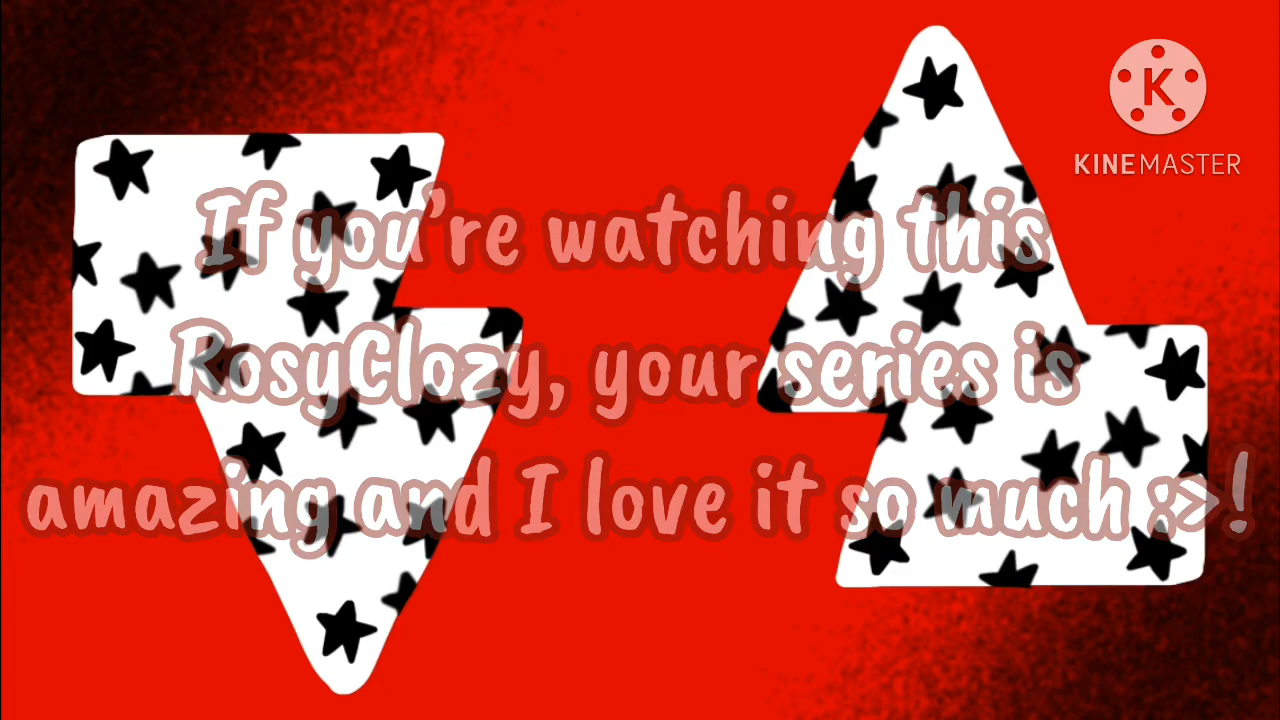 KINEMASTER
If you're watching this
RosyClozy, your series is
amazing and I love it so much :>!